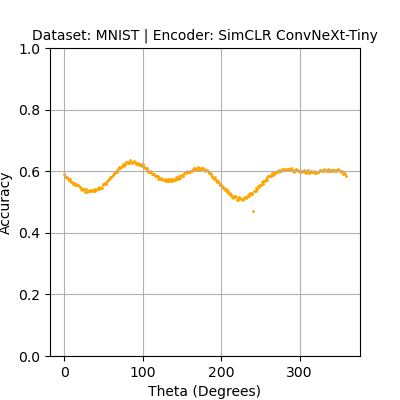 Dataset: MNIST | Encoder: SimCLR ConvNeXt-Tiny
1.0
0.8
0.6
0.4
0.2
0.0
Accuracy
0 100 200 300
Theta (Degrees)